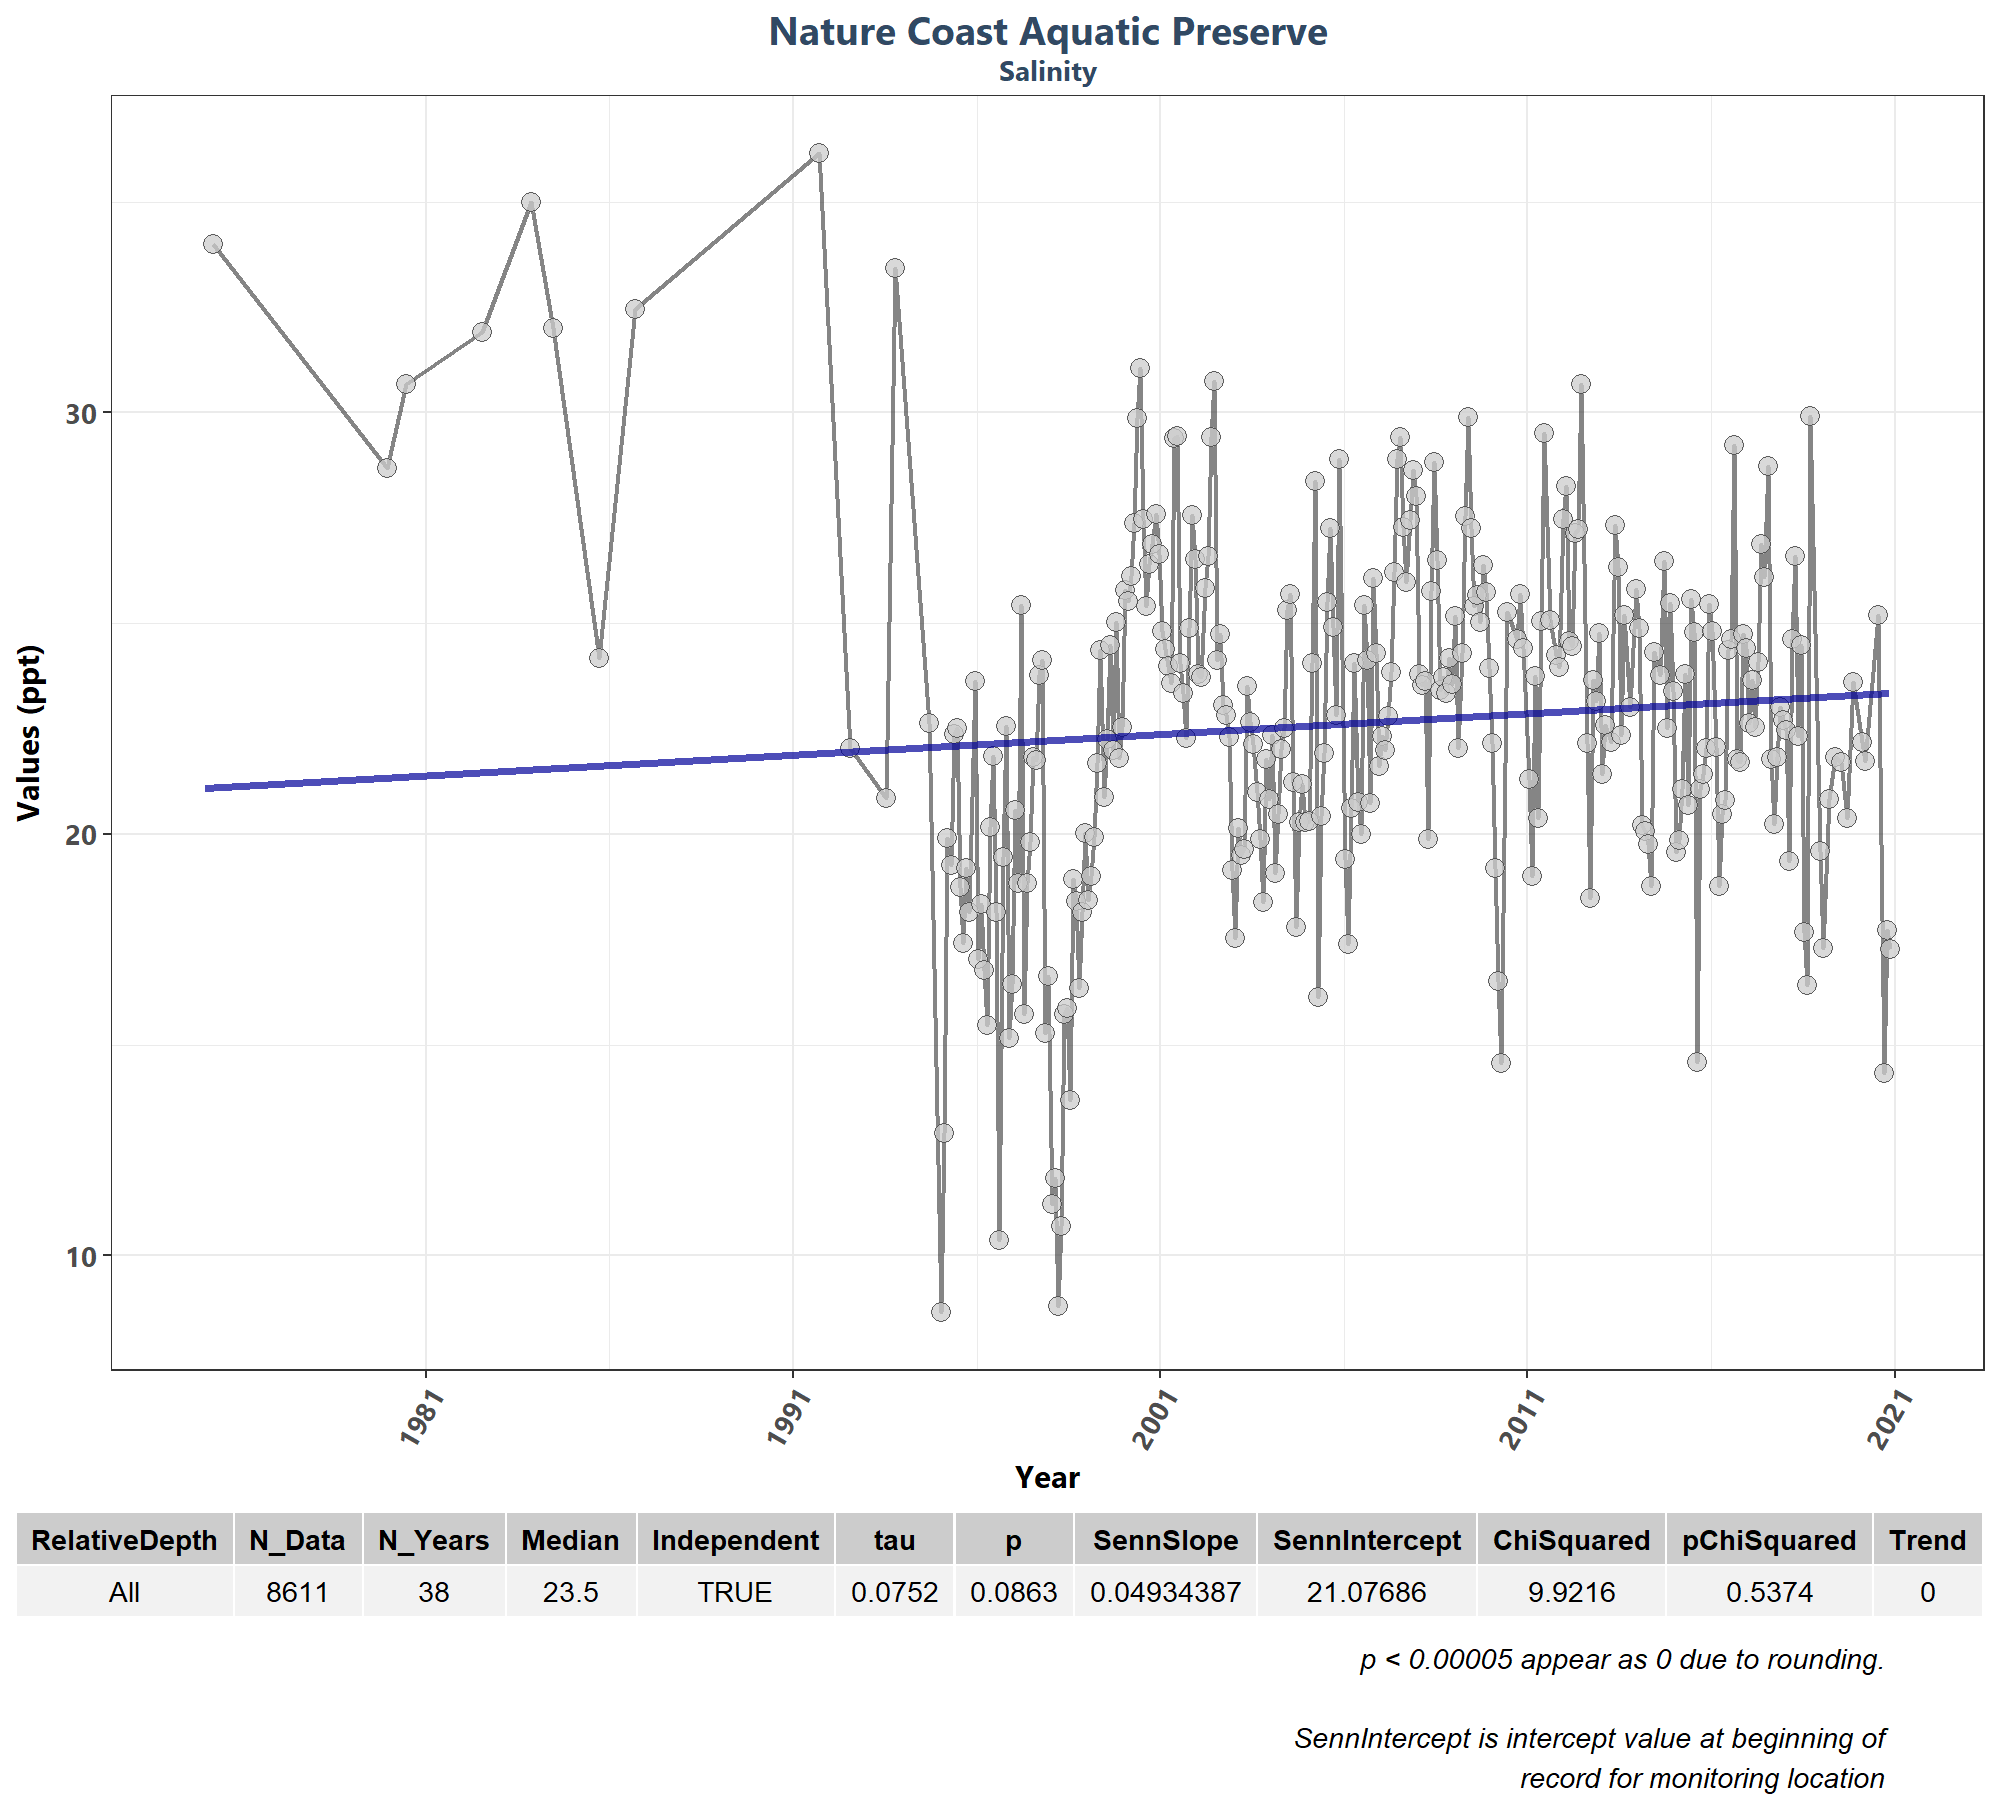 Nature Coast Aquatic Preserve
Salinity
Values (ppt)
30
20
10
1981
1991
2001
2011
2021
Year
RelativeDepth N_Data N_Years Median Independent tau p SennSlope SennIntercept ChiSquared pChiSquared Trend
All 8611 38 23.5 TRUE 0.0752 0.0863 0.04934387 21.07686 9.9216 0.5374 0
p < 0.00005 appear as 0 due to rounding.
SennIntercept is intercept value at beginning of
record for monitoring location